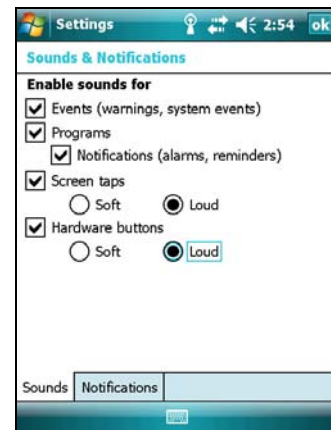 Settings 2:54 ok
Sounds & Notifications
Enable sounds for
Events (warnings, system events)
Programs
Notifications (alarms, reminders)
Screen taps
Soft Loud
Hardware buttons
Soft Loud
Sounds Notifications